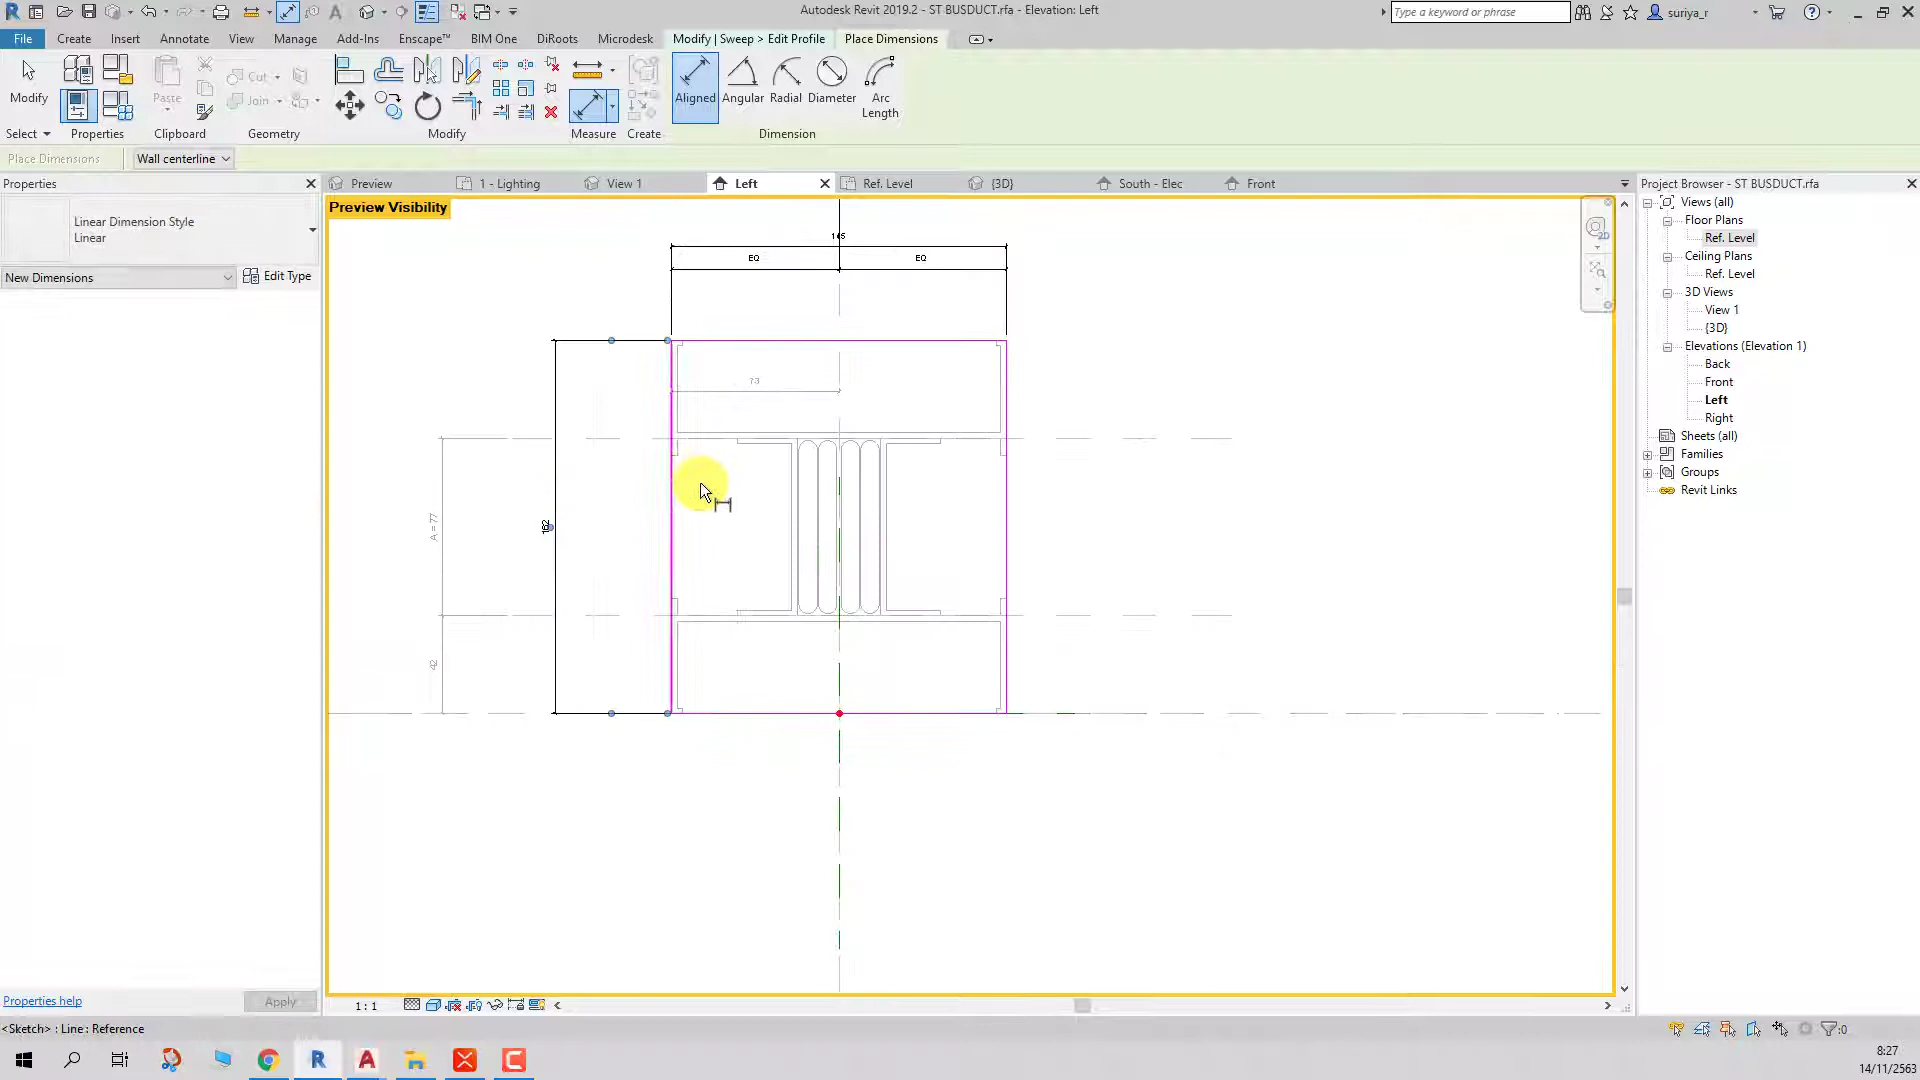 Autodesk Revit 2019.2 - ST BUSDUCT.rfa - Elevation: Left
Type a keyword or phrase
suriya_r
File Create Insert Annotate View Manage Add-Ins Enscape™ BIM One DiRoots Microdesk Modify | Sweep > Edit Profile Place Dimensions
Modify
Paste
Cut
Join
Aligned Angular Radial Diameter Arc Length
Select Properties Clipboard Geometry Modify Measure Create Dimension
Place Dimensions Wall centerline
Properties
Preview 1 - Lighting View 1 Left Ref. Level {3D} South - Elec Front
Project Browser - ST BUSDUCT.rfa
Linear Dimension Style
Linear
New Dimensions Edit Type
Preview Visibility
EQ EQ
73
A = 77
162
42
2D
Views (all)
Floor Plans
Ref. Level
Ceiling Plans
Ref. Level
3D Views
View 1
{3D}
Elevations (Elevation 1)
Back
Front
Left
Right
Sheets (all)
Families
Groups
Revit Links
Properties help Apply
1 : 1
<Sketch> : Line : Reference
:0
8:27
14/11/2563